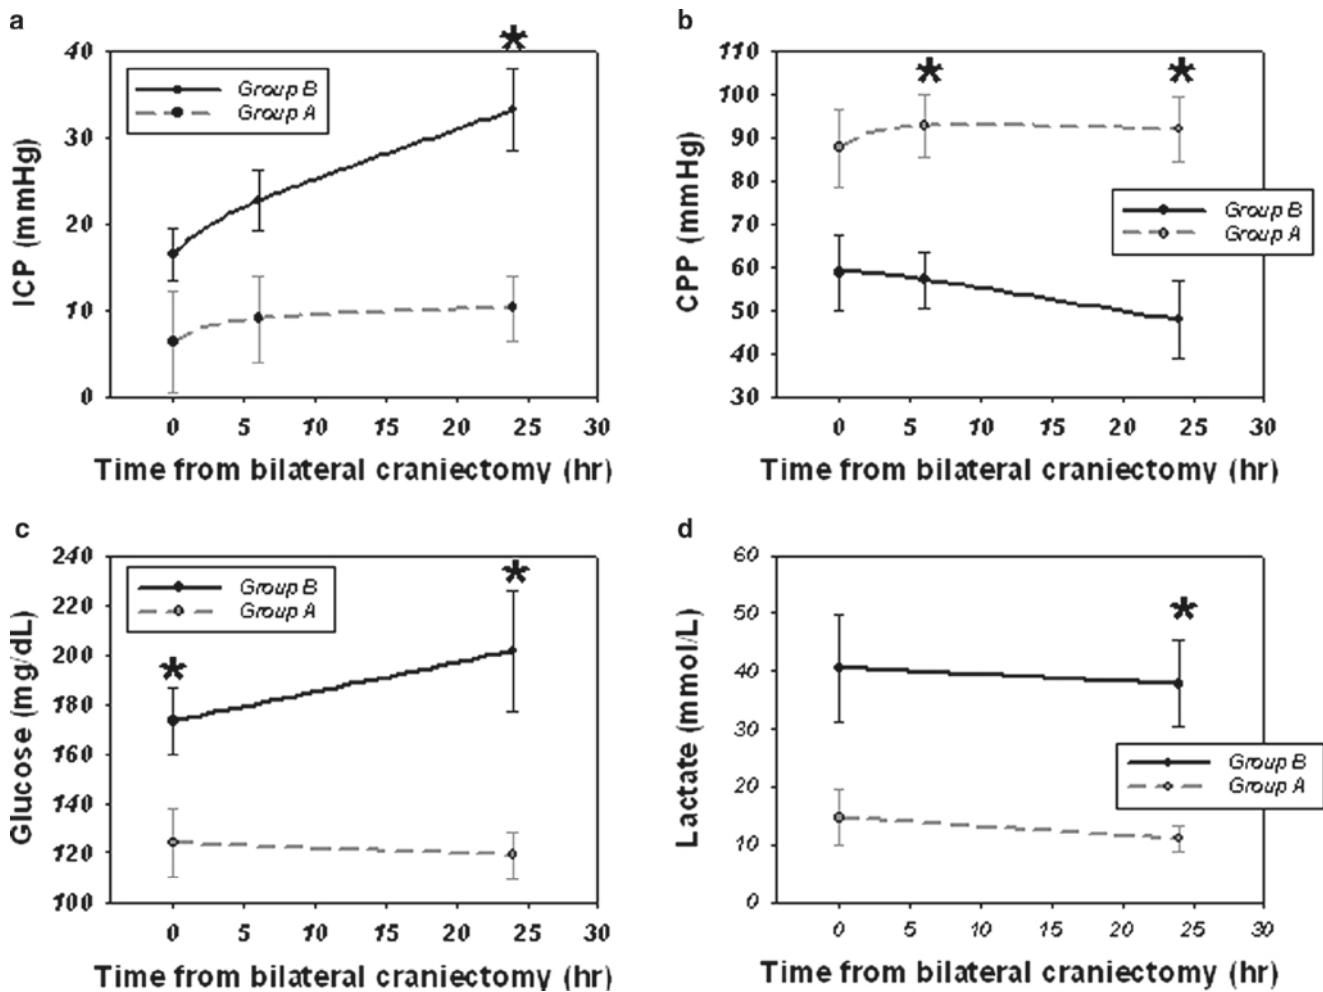 a
40
30
20
10
0
ICP (mmHg)
Group B
Group A
*
0 5 10 15 20 25 30
Time from bilateral craniectomy (hr)
b
110
100
90
80
70
60
50
40
30
CPP (mmHg)
* *
Group B
Group A
0 5 10 15 20 25 30
Time from bilateral craniectomy (hr)
c
240
220
200
180
160
140
120
100
Glucose (mg/dL)
Group B
Group A
* *
0 5 10 15 20 25 30
Time from bilateral craniectomy (hr)
d
60
50
40
30
20
10
0
Lactate (mmol/L)
*
Group B
Group A
0 5 10 15 20 25 30
Time from bilateral craniectomy (hr)